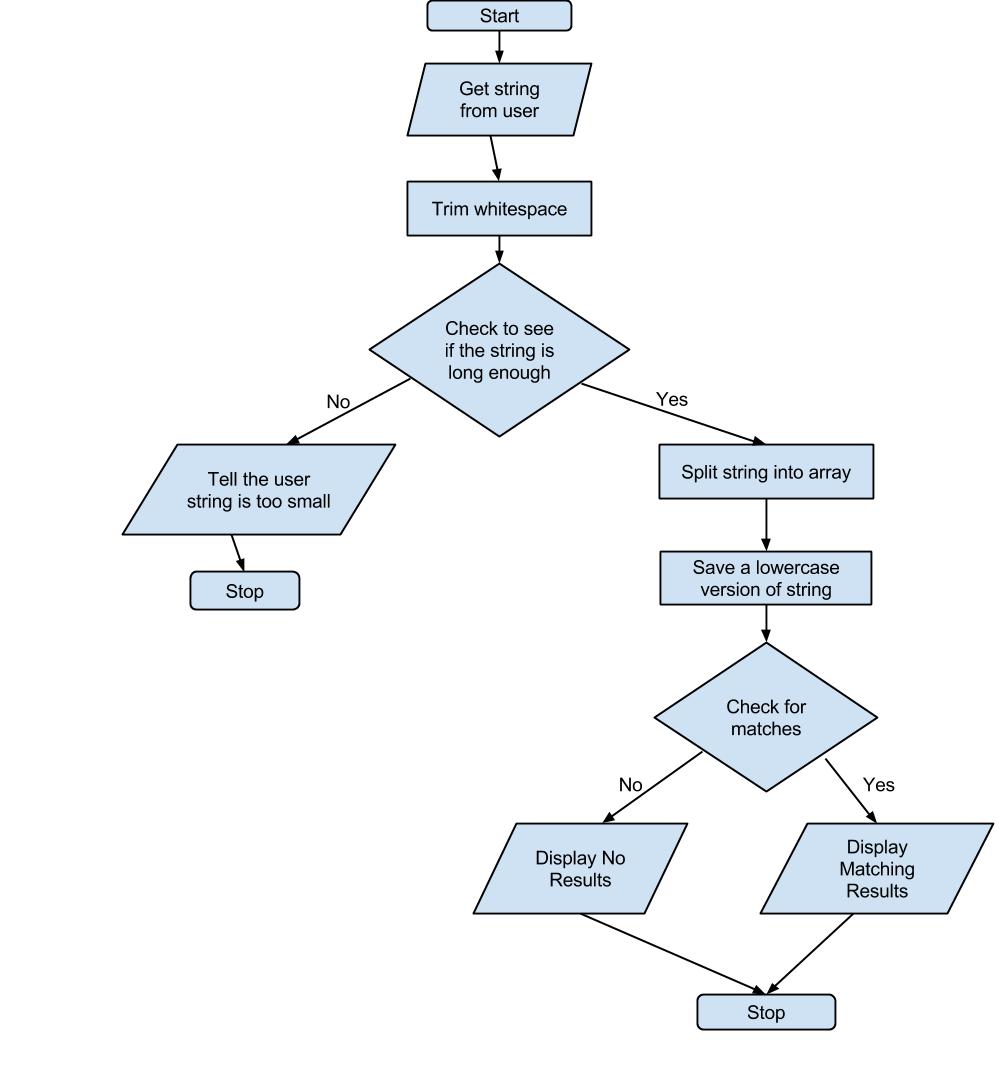 Start
Get string
from user
Trim whitespace
Check to see
if the string is
long enough
No
Yes
Tell the user
string is too small
Split string into array
Stop
Save a lowercase
version of string
Check for
matches
No
Yes
Display No
Results
Display
Matching
Results
Stop